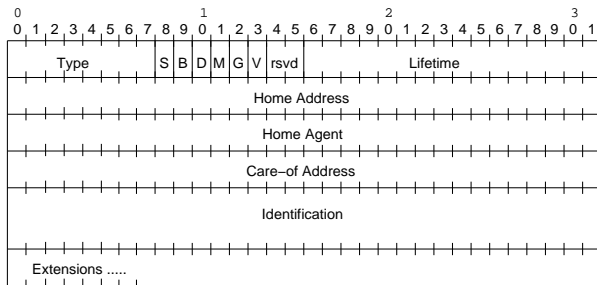 0 1 2 3
0 1 2 3 4 5 6 7 8 9 0 1 2 3 4 5 6 7 8 9 0 1 2 3 4 5 6 7 8 9 0 1
Type S B D M G V rsvd Lifetime
Home Address
Home Agent
Care–of Address
Identification
Extensions .....